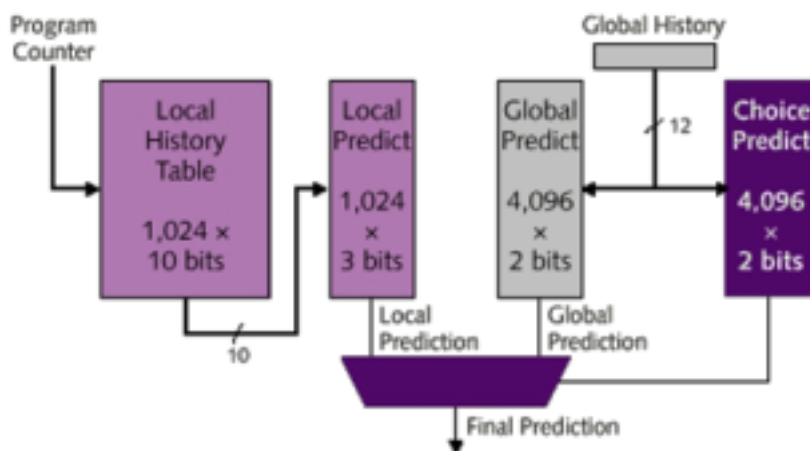 Program
Counter
Global History
Local
History
Table
1,024 ×
10 bits
Local
Predict
1,024
×
3 bits
Global
Predict
4,096
×
2 bits
12
Choice
Predict
4,096
×
2 bits
10
Local
Prediction
Global
Prediction
Final Prediction